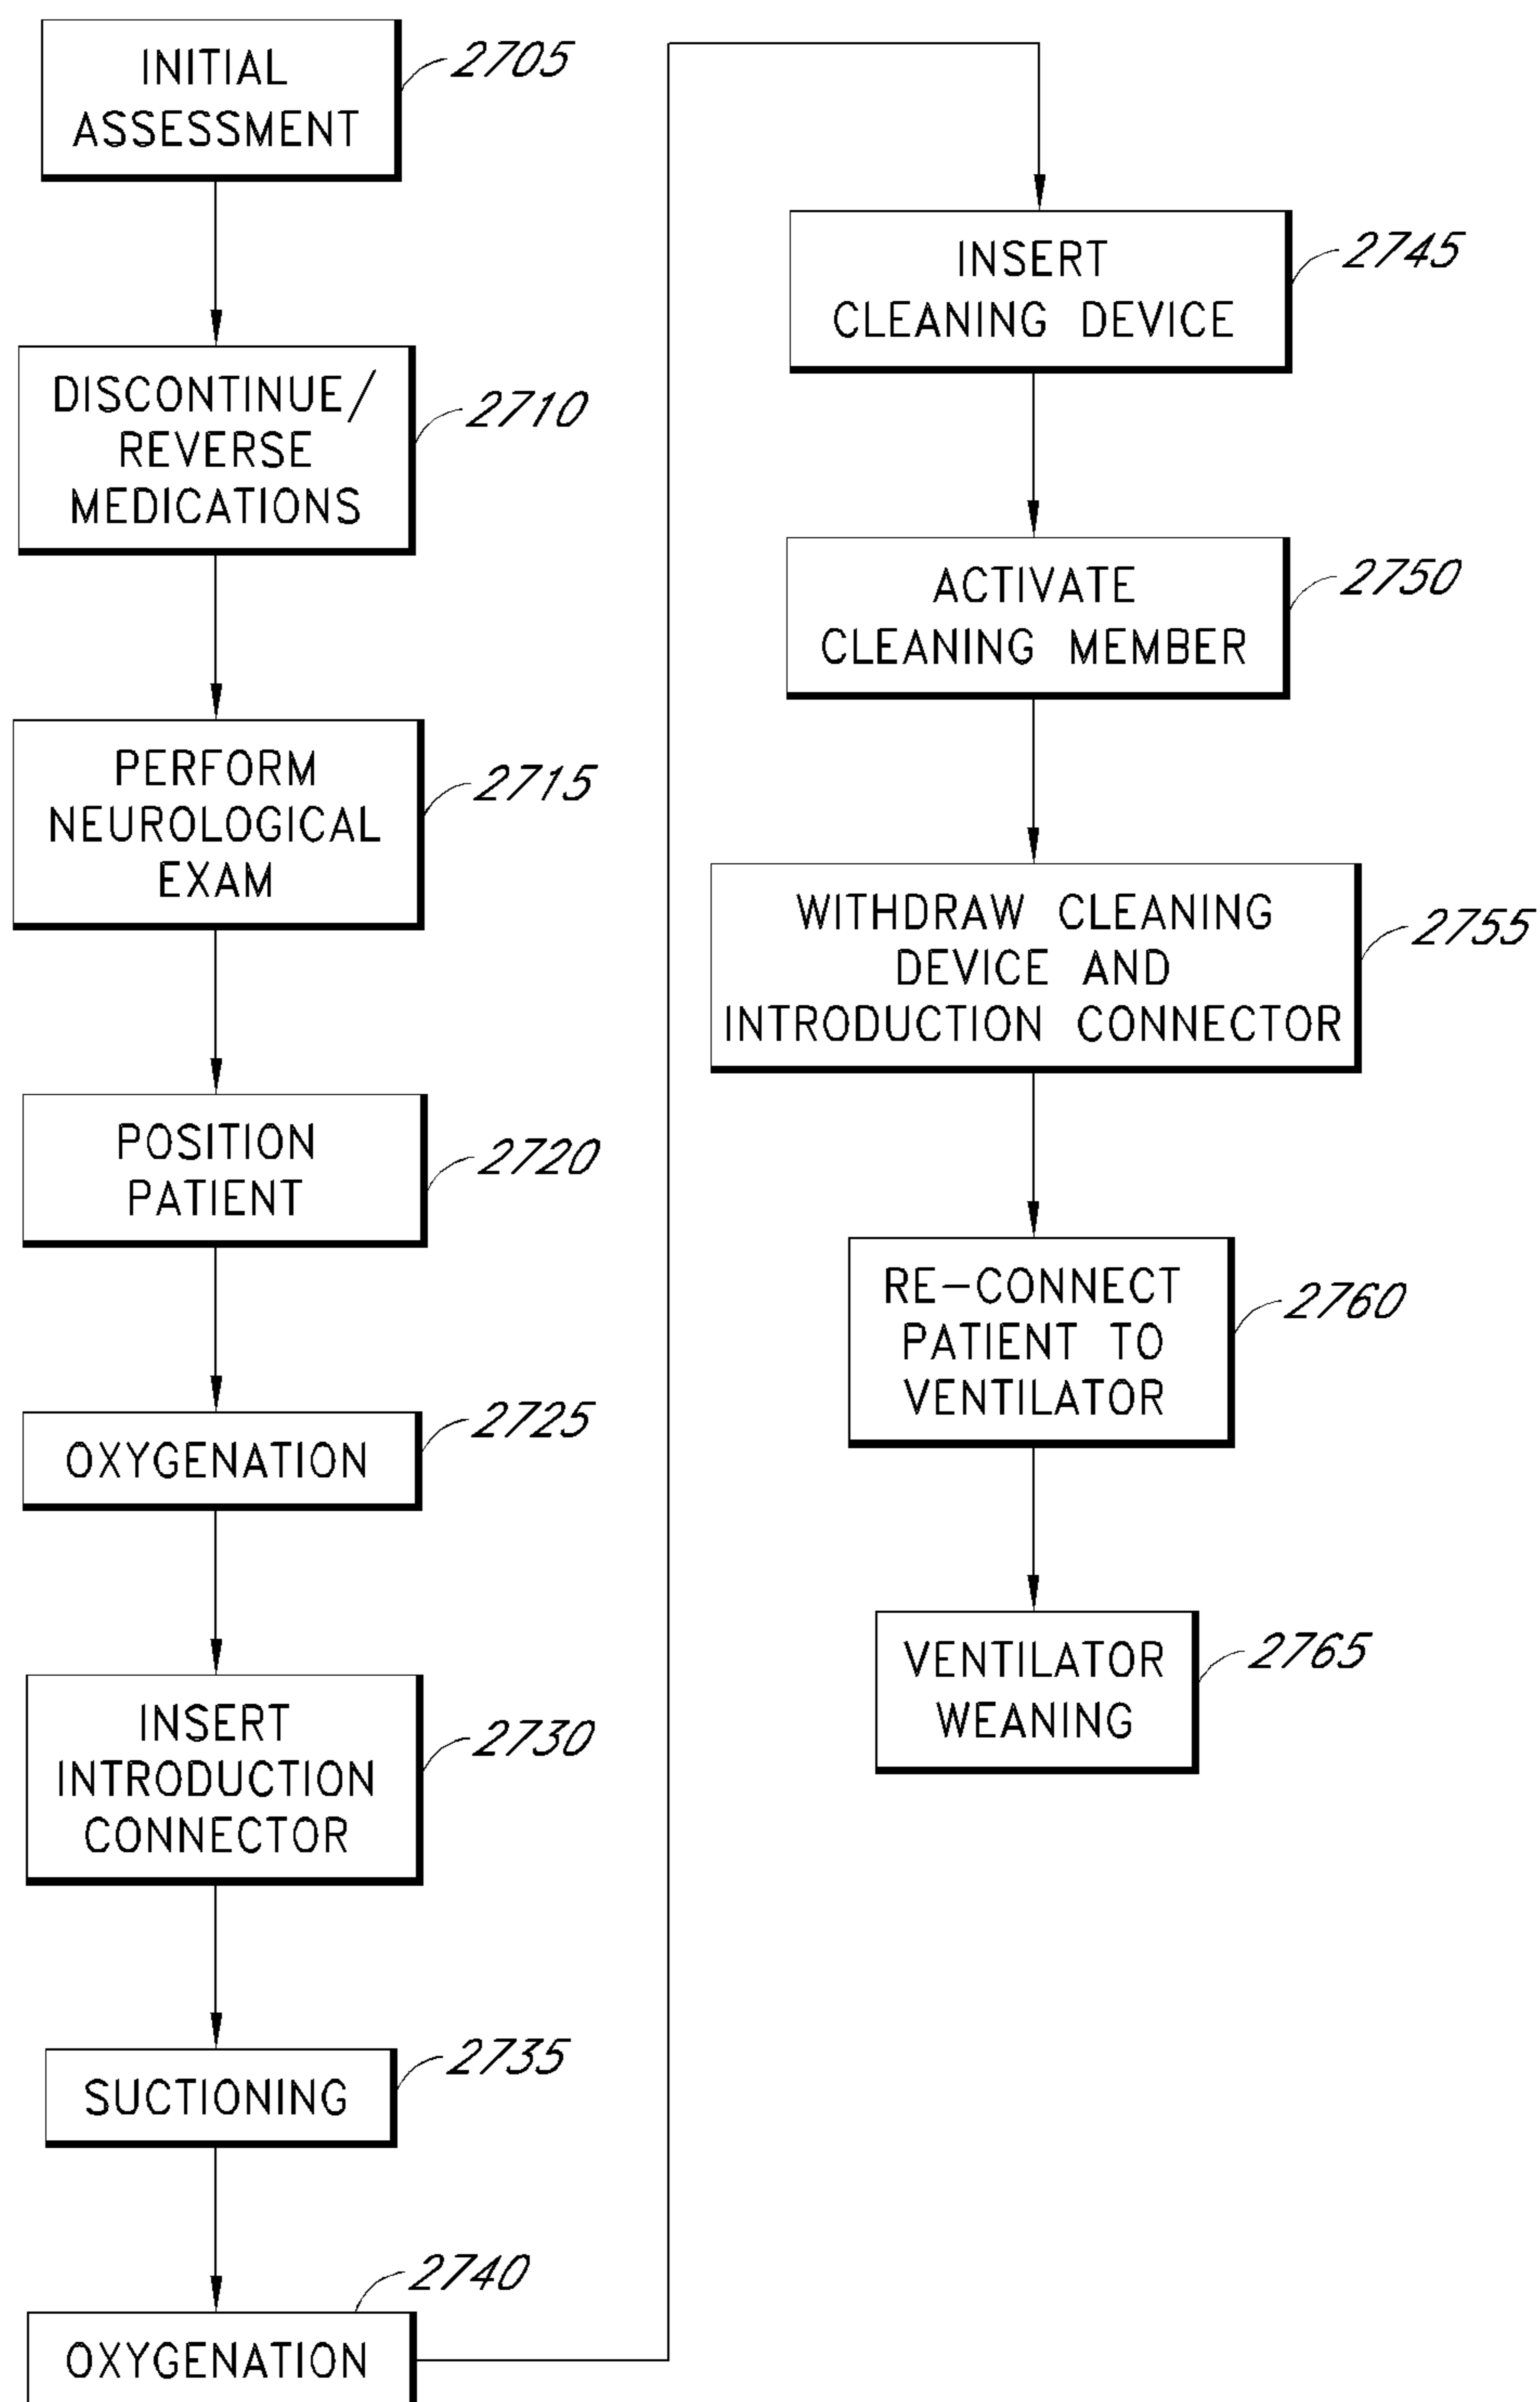 INITIAL
ASSESSMENT
2705
DISCONTINUE/
REVERSE
MEDICATIONS
2710
PERFORM
NEUROLOGICAL
EXAM
2715
POSITION
PATIENT
2720
OXYGENATION
2725
INSERT
INTRODUCTION
CONNECTOR
2730
SUCTIONING
2735
OXYGENATION
2740
INSERT
CLEANING DEVICE
2745
ACTIVATE
CLEANING MEMBER
2750
WITHDRAW CLEANING
DEVICE AND
INTRODUCTION CONNECTOR
2755
RE-CONNECT
PATIENT TO
VENTILATOR
2760
VENTILATOR
WEANING
2765